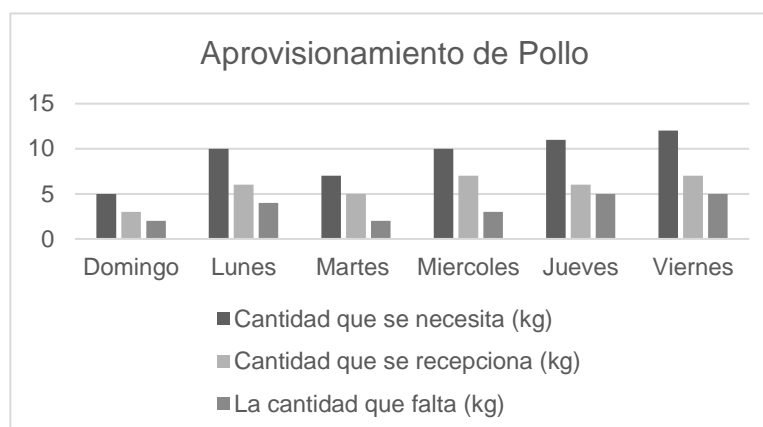 Aprovisionamiento de Pollo
15
10
5
0
Domingo Lunes Martes Miercoles Jueves Viernes
Cantidad que se necesita (kg)
Cantidad que se recepciona (kg)
La cantidad que falta (kg)